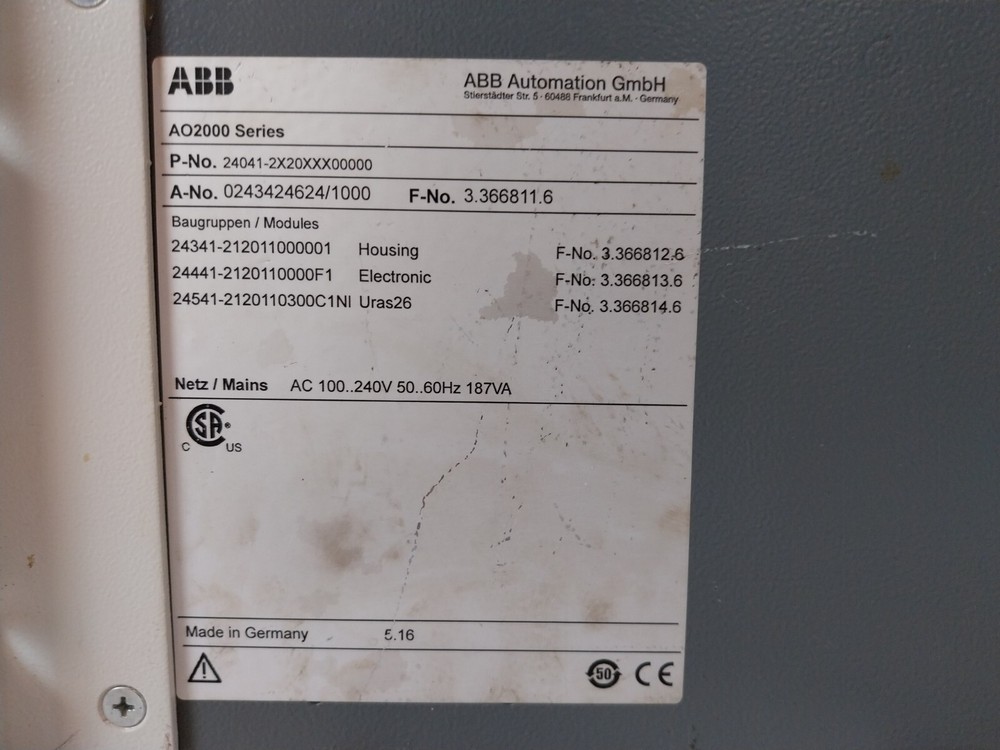 ABB
ABB Automation GmbH
Stierstädter Str. 5 · 60488 Frankfurt a.M. · Germany
AO2000 Series
P-No. 24041-2X20XXX00000
A-No. 0243424624/1000 F-No. 3.366811.6
Baugruppen / Modules
24341-212011000001 Housing F-No. 3.366812.6
24441-2120110000F1 Electronic F-No. 3.366813.6
24541-2120110300C1NI Uras26 F-No. 3.366814.6
Netz / Mains AC 100..240V 50..60Hz 187VA
CSA®
C US
Made in Germany 5.16
50 CE